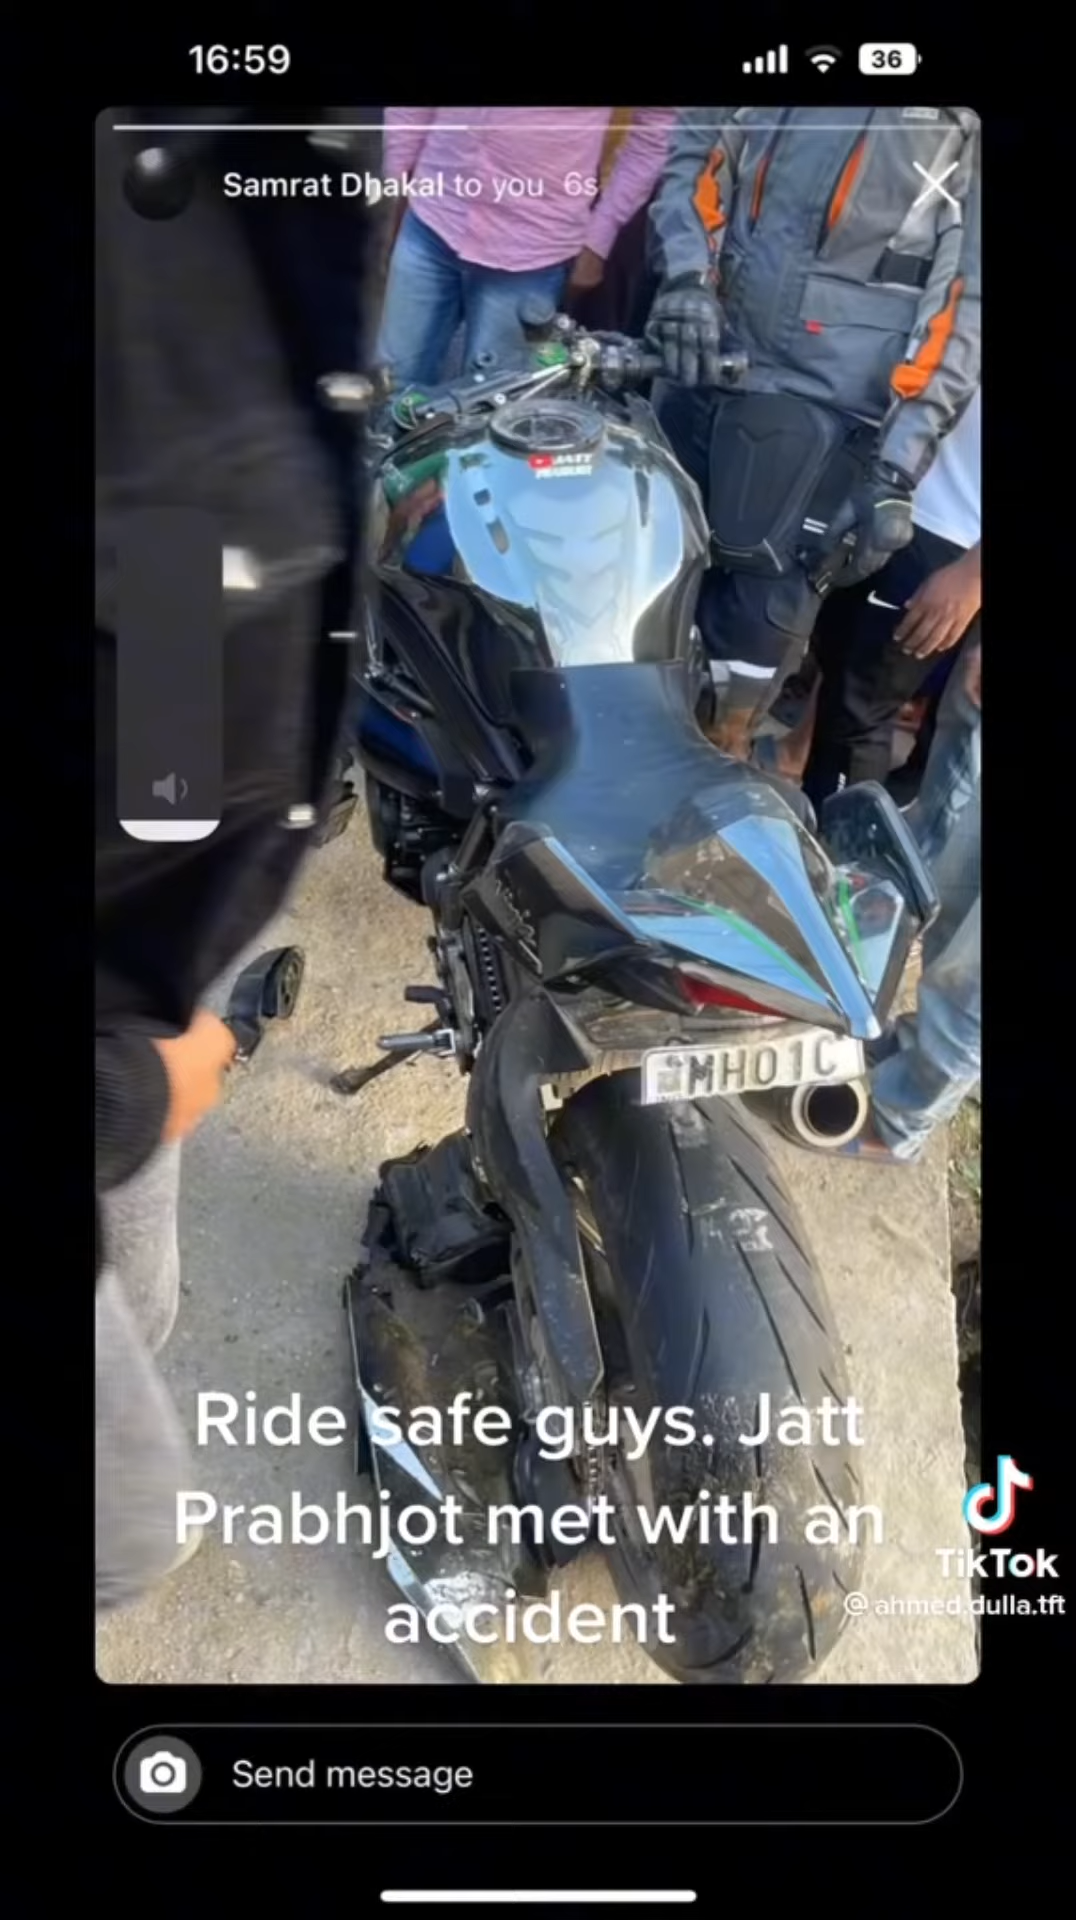 16:59
36
Samrat Dhakal to you 6s
JATT
MH01C
Ride safe guys. Jatt
Prabhjot met with an
accident
TikTok
@ ahmed.dulla.tft
Send message